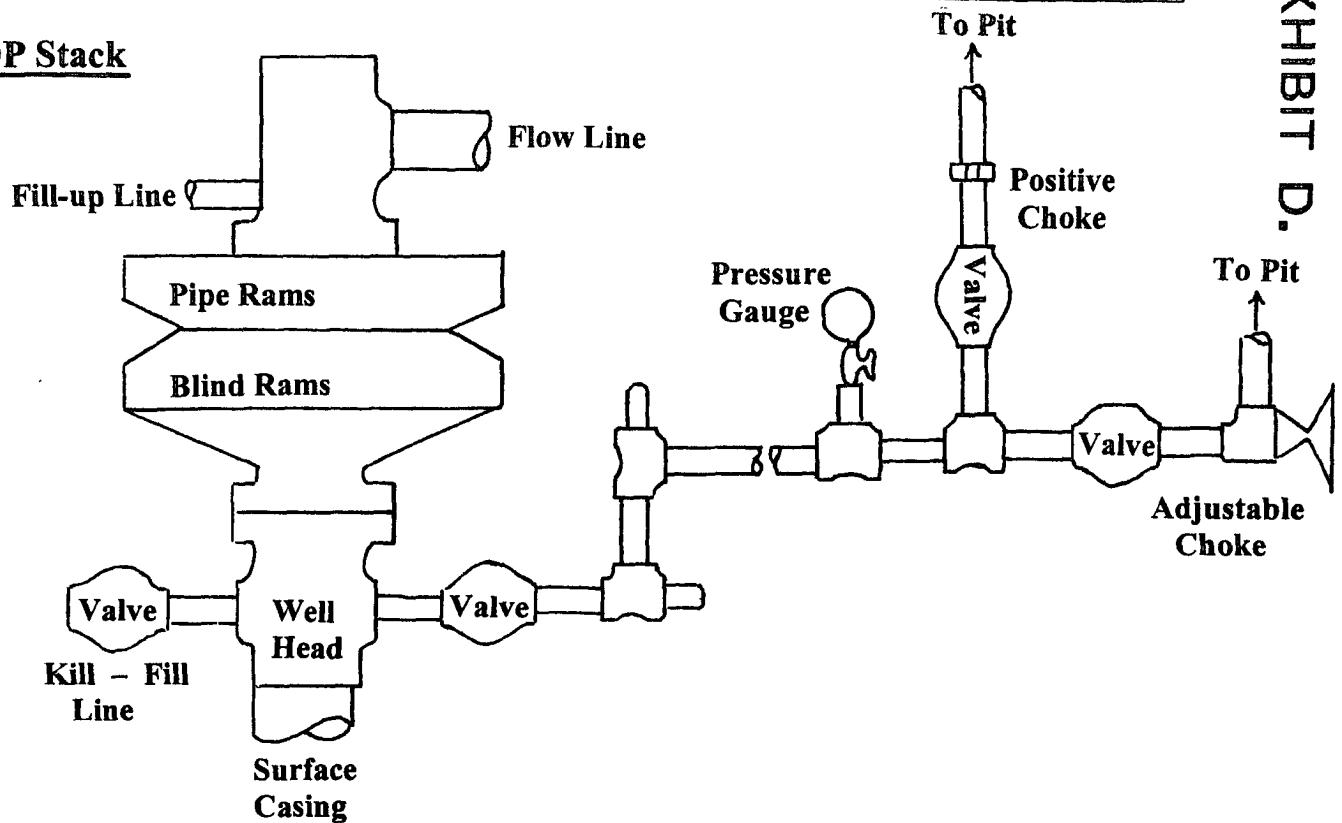 P Stack
To Pit
XHIBIT D.
Flow Line
Fill-up Line
Positive
Choke
Valve
To Pit
Pressure
Gauge
Pipe Rams
Blind Rams
Valve
Adjustable
Choke
Valve
Well
Head
Valve
Kill – Fill
Line
Surface
Casing